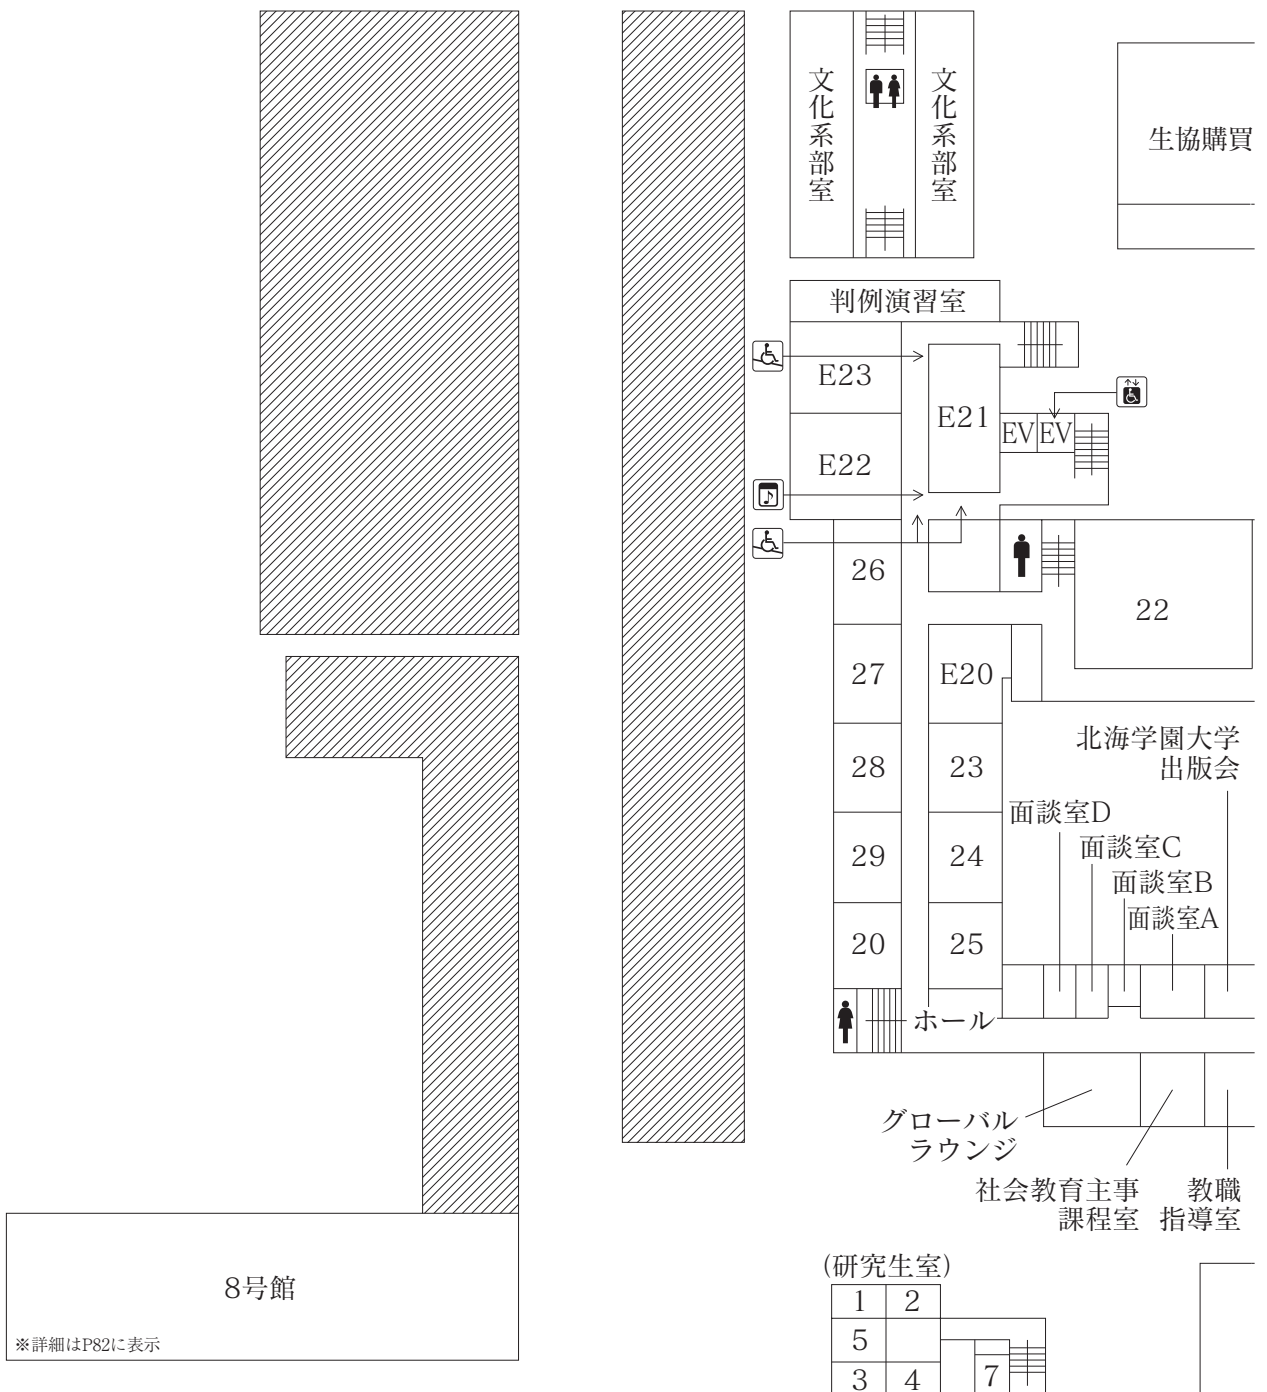 文化系部室
文化系部室
生協購買
判例演習室
E23
E21
EV
EV
E22
26
22
27
E20
北海学園大学
出版会
28
23
面談室D
面談室C
29
24
面談室B
面談室A
20
25
ホール
グローバル
ラウンジ
社会教育主事
課程室
教職
指導室
8号館
※詳細はP82に表示
(研究生室)
1
2
5
3
4
7